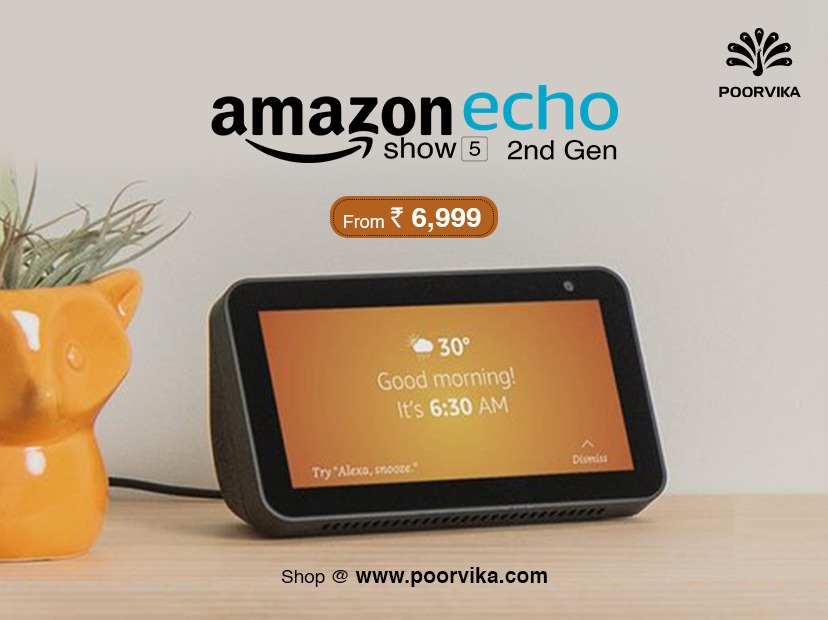 POORVIKA
amazon echo
show 5 2nd Gen
From ₹ 6,999
30°
Good morning!
It's 6:30 AM
Try "Alexa, snooze."
Dismiss
Shop @ www.poorvika.com